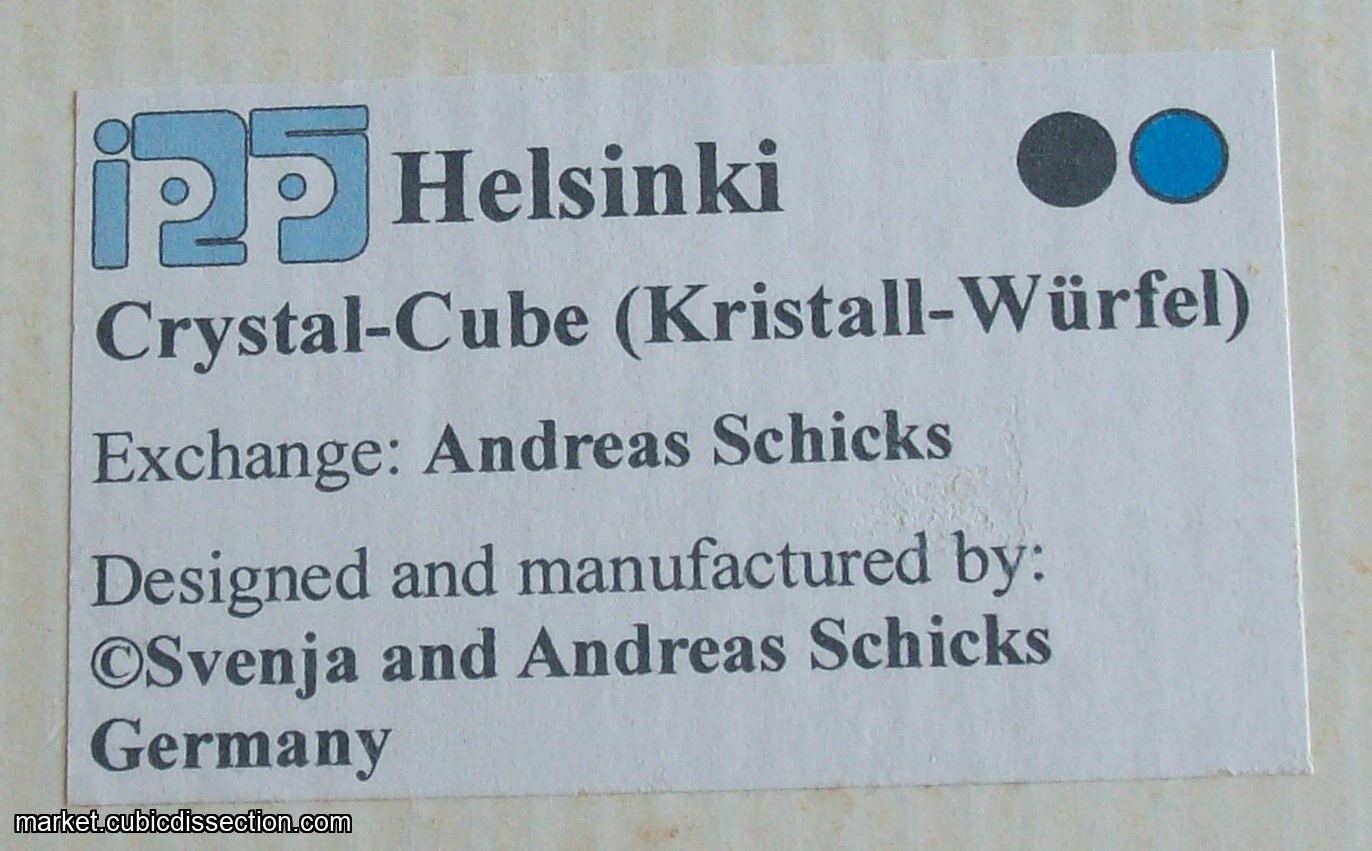 ipp25 Helsinki
Crystal-Cube (Kristall-Würfel)
Exchange: Andreas Schicks
Designed and manufactured by:
©Svenja and Andreas Schicks
Germany
market.cubicdissection.com